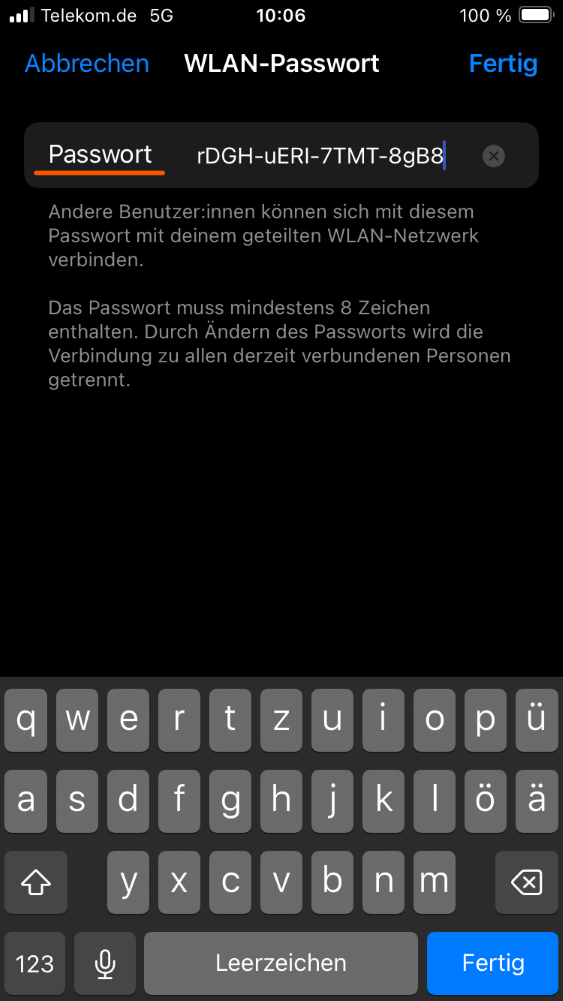 Telekom.de 5G 10:06 100 %
Abbrechen WLAN-Passwort Fertig
Passwort rDGH-uERI-7TMT-8gB8
Andere Benutzer:innen können sich mit diesem
Passwort mit deinem geteilten WLAN-Netzwerk
verbinden.
Das Passwort muss mindestens 8 Zeichen
enthalten. Durch Ändern des Passworts wird die
Verbindung zu allen derzeit verbundenen Personen
getrennt.
q w e r t z u i o p ü
a s d f g h j k l ö ä
y x c v b n m
123 Leerzeichen Fertig